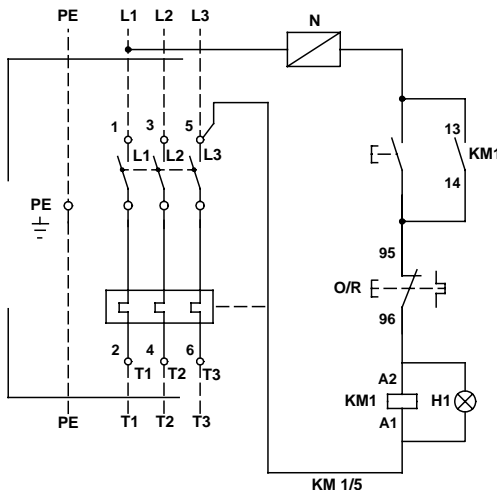 PE L1 L2 L3 N
1 3 5
13
L1 L2 L3
KM1
14
PE
95
O/R
96
2 4 6
T1 T2 T3
A2
KM1 H1
A1
PE T1 T2 T3
KM 1/5